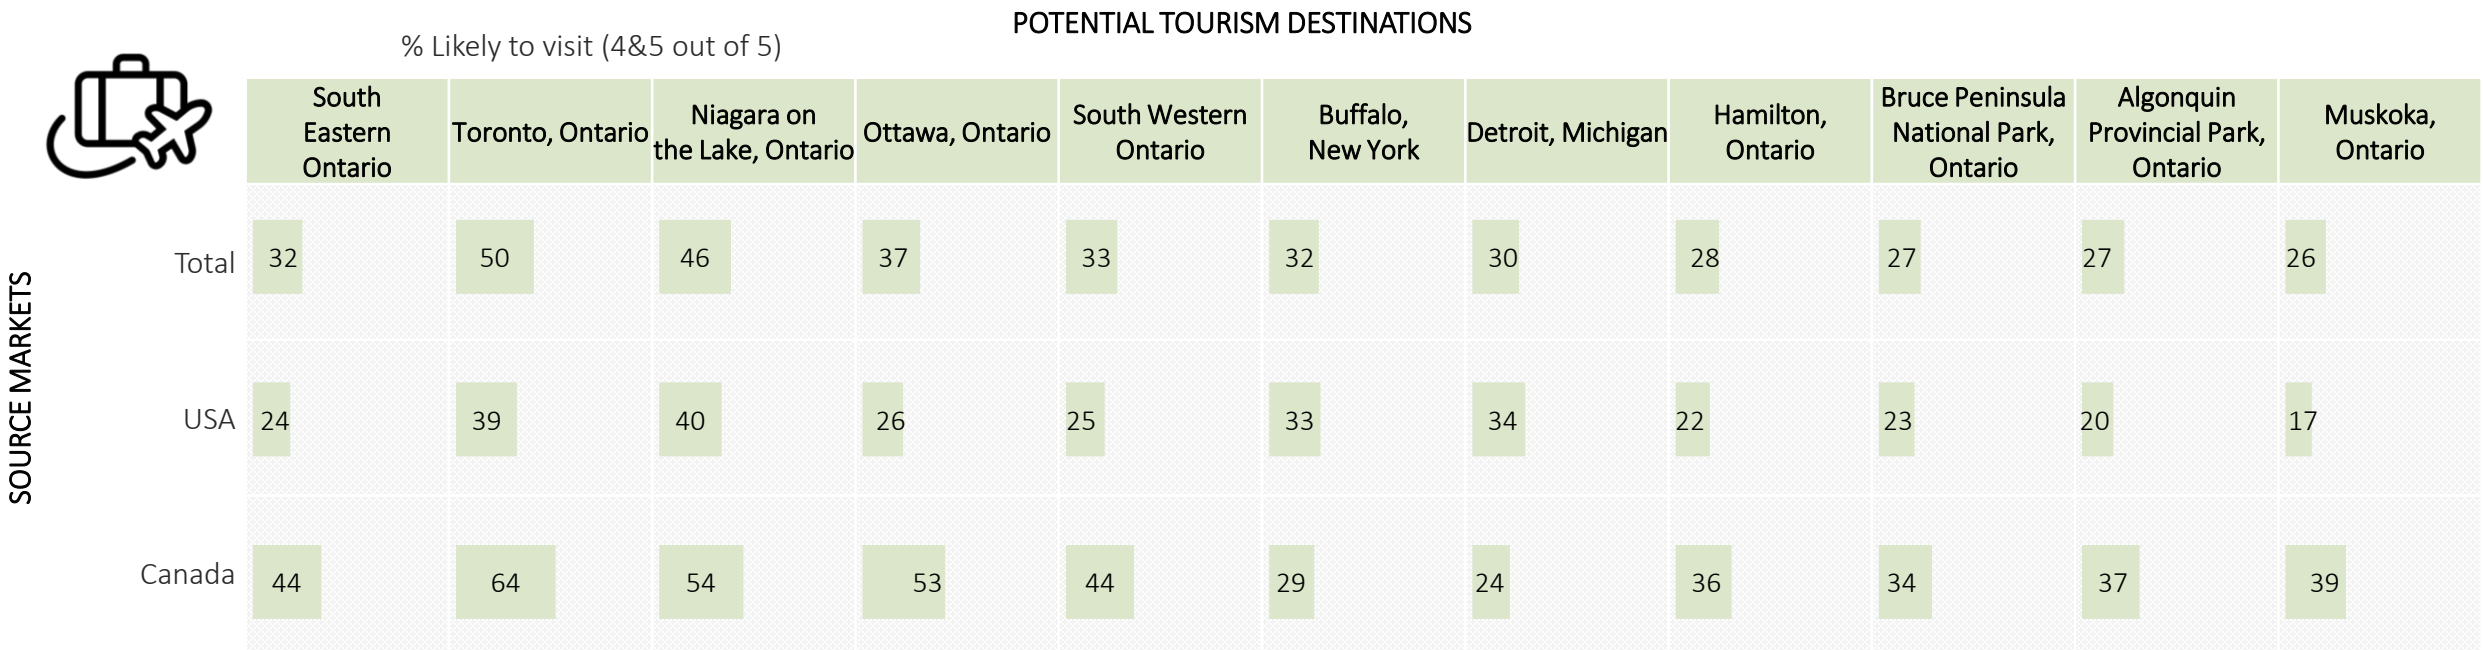 POTENTIAL TOURISM DESTINATIONS
% Likely to visit (4&5 out of 5)
South
Eastern
Ontario
Toronto, Ontario
Niagara on
the Lake, Ontario
Ottawa, Ontario
South Western
Ontario
Buffalo,
New York
Detroit, Michigan
Hamilton,
Ontario
Bruce Peninsula
National Park,
Ontario
Algonquin
Provincial Park,
Ontario
Muskoka,
Ontario
SOURCE MARKETS
Total 32 50 46 37 33 32 30 28 27 27 26
USA 24 39 40 26 25 33 34 22 23 20 17
Canada 44 64 54 53 44 29 24 36 34 37 39